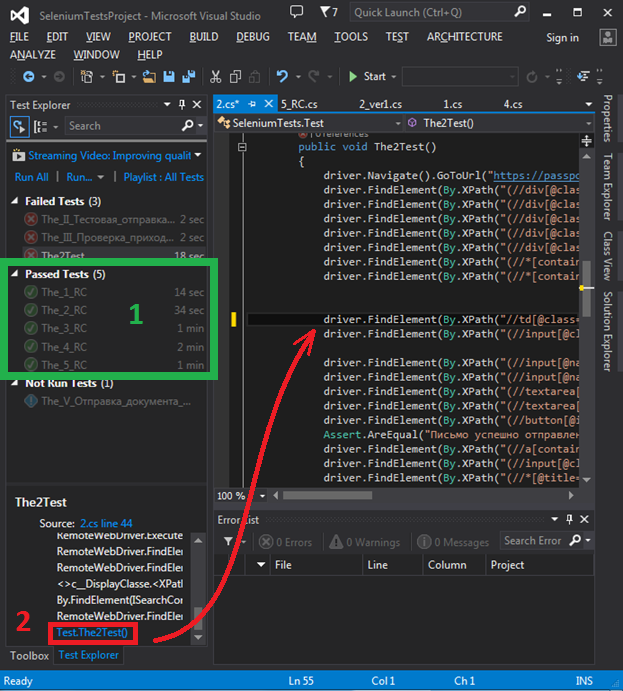 SeleniumTestsProject - Microsoft Visual Studio
7
Quick Launch (Ctrl+Q)
FILE EDIT VIEW PROJECT BUILD DEBUG TEAM TOOLS TEST ARCHITECTURE Sign in
ANALYZE WINDOW HELP
Start
Test Explorer
Search
Streaming Video: Improving qualit
Run All | Run... | Playlist : All Tests
Failed Tests (3)
The_II_Тестовая_отправка... 2 sec
The_III_Проверка_приход... 2 sec
The2Test 18 sec
Passed Tests (5)
The_1_RC 14 sec
The_2_RC 34 sec
The_3_RC 1 min
The_4_RC 2 min
The_5_RC 1 min
1
Not Run Tests (1)
The_V_Отправка_документа_...
The2Test
Source: 2.cs line 44
RemoteWebDriver.Execute
RemoteWebDriver.FindElei
<>c__DisplayClasse.<XPatl
By.FindElement(ISearchCor
RemoteWebDriver.FindElei
2
Test.The2Test()
Toolbox Test Explorer
2.cs* 5_RC.cs 2_ver1.cs 1.cs 4.cs
SeleniumTests.Test The2Test()
references
public void The2Test()
{
driver.Navigate().GoToUrl("https://passpo
driver.FindElement(By.XPath("(//div[@clas
driver.FindElement(By.XPath("(//div[@clas
driver.FindElement(By.XPath("(//div[@clas
driver.FindElement(By.XPath("(//div[@clas
driver.FindElement(By.XPath("(//div[@clas
driver.FindElement(By.XPath("(//*[contain
driver.FindElement(By.XPath("(//*[contain
driver.FindElement(By.XPath("//td[@class=
driver.FindElement(By.XPath("(//input[@cl
driver.FindElement(By.XPath("(//input[@na
driver.FindElement(By.XPath("(//input[@na
driver.FindElement(By.XPath("(//textarea[
driver.FindElement(By.XPath("(//textarea[
driver.FindElement(By.XPath("(//button[@i
Assert.AreEqual("Письмо успешно отправлен
driver.FindElement(By.XPath("(//a[contain
driver.FindElement(By.XPath("(//input[@cl
driver.FindElement(By.XPath("(//*[@title=
100 %
Error List
0 Errors 0 Warnings 0 Messages Search Error
File Line Column Project
Properties
Team Explorer
Class View
Solution Explorer
Ready Ln 55 Col 1 Ch 1 INS